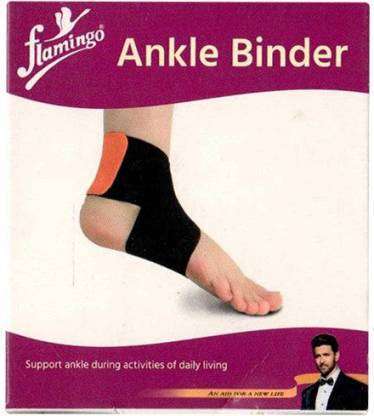 flamingo®
Ankle Binder
Support ankle during activities of daily living
AN AID FOR A NEW LIFE